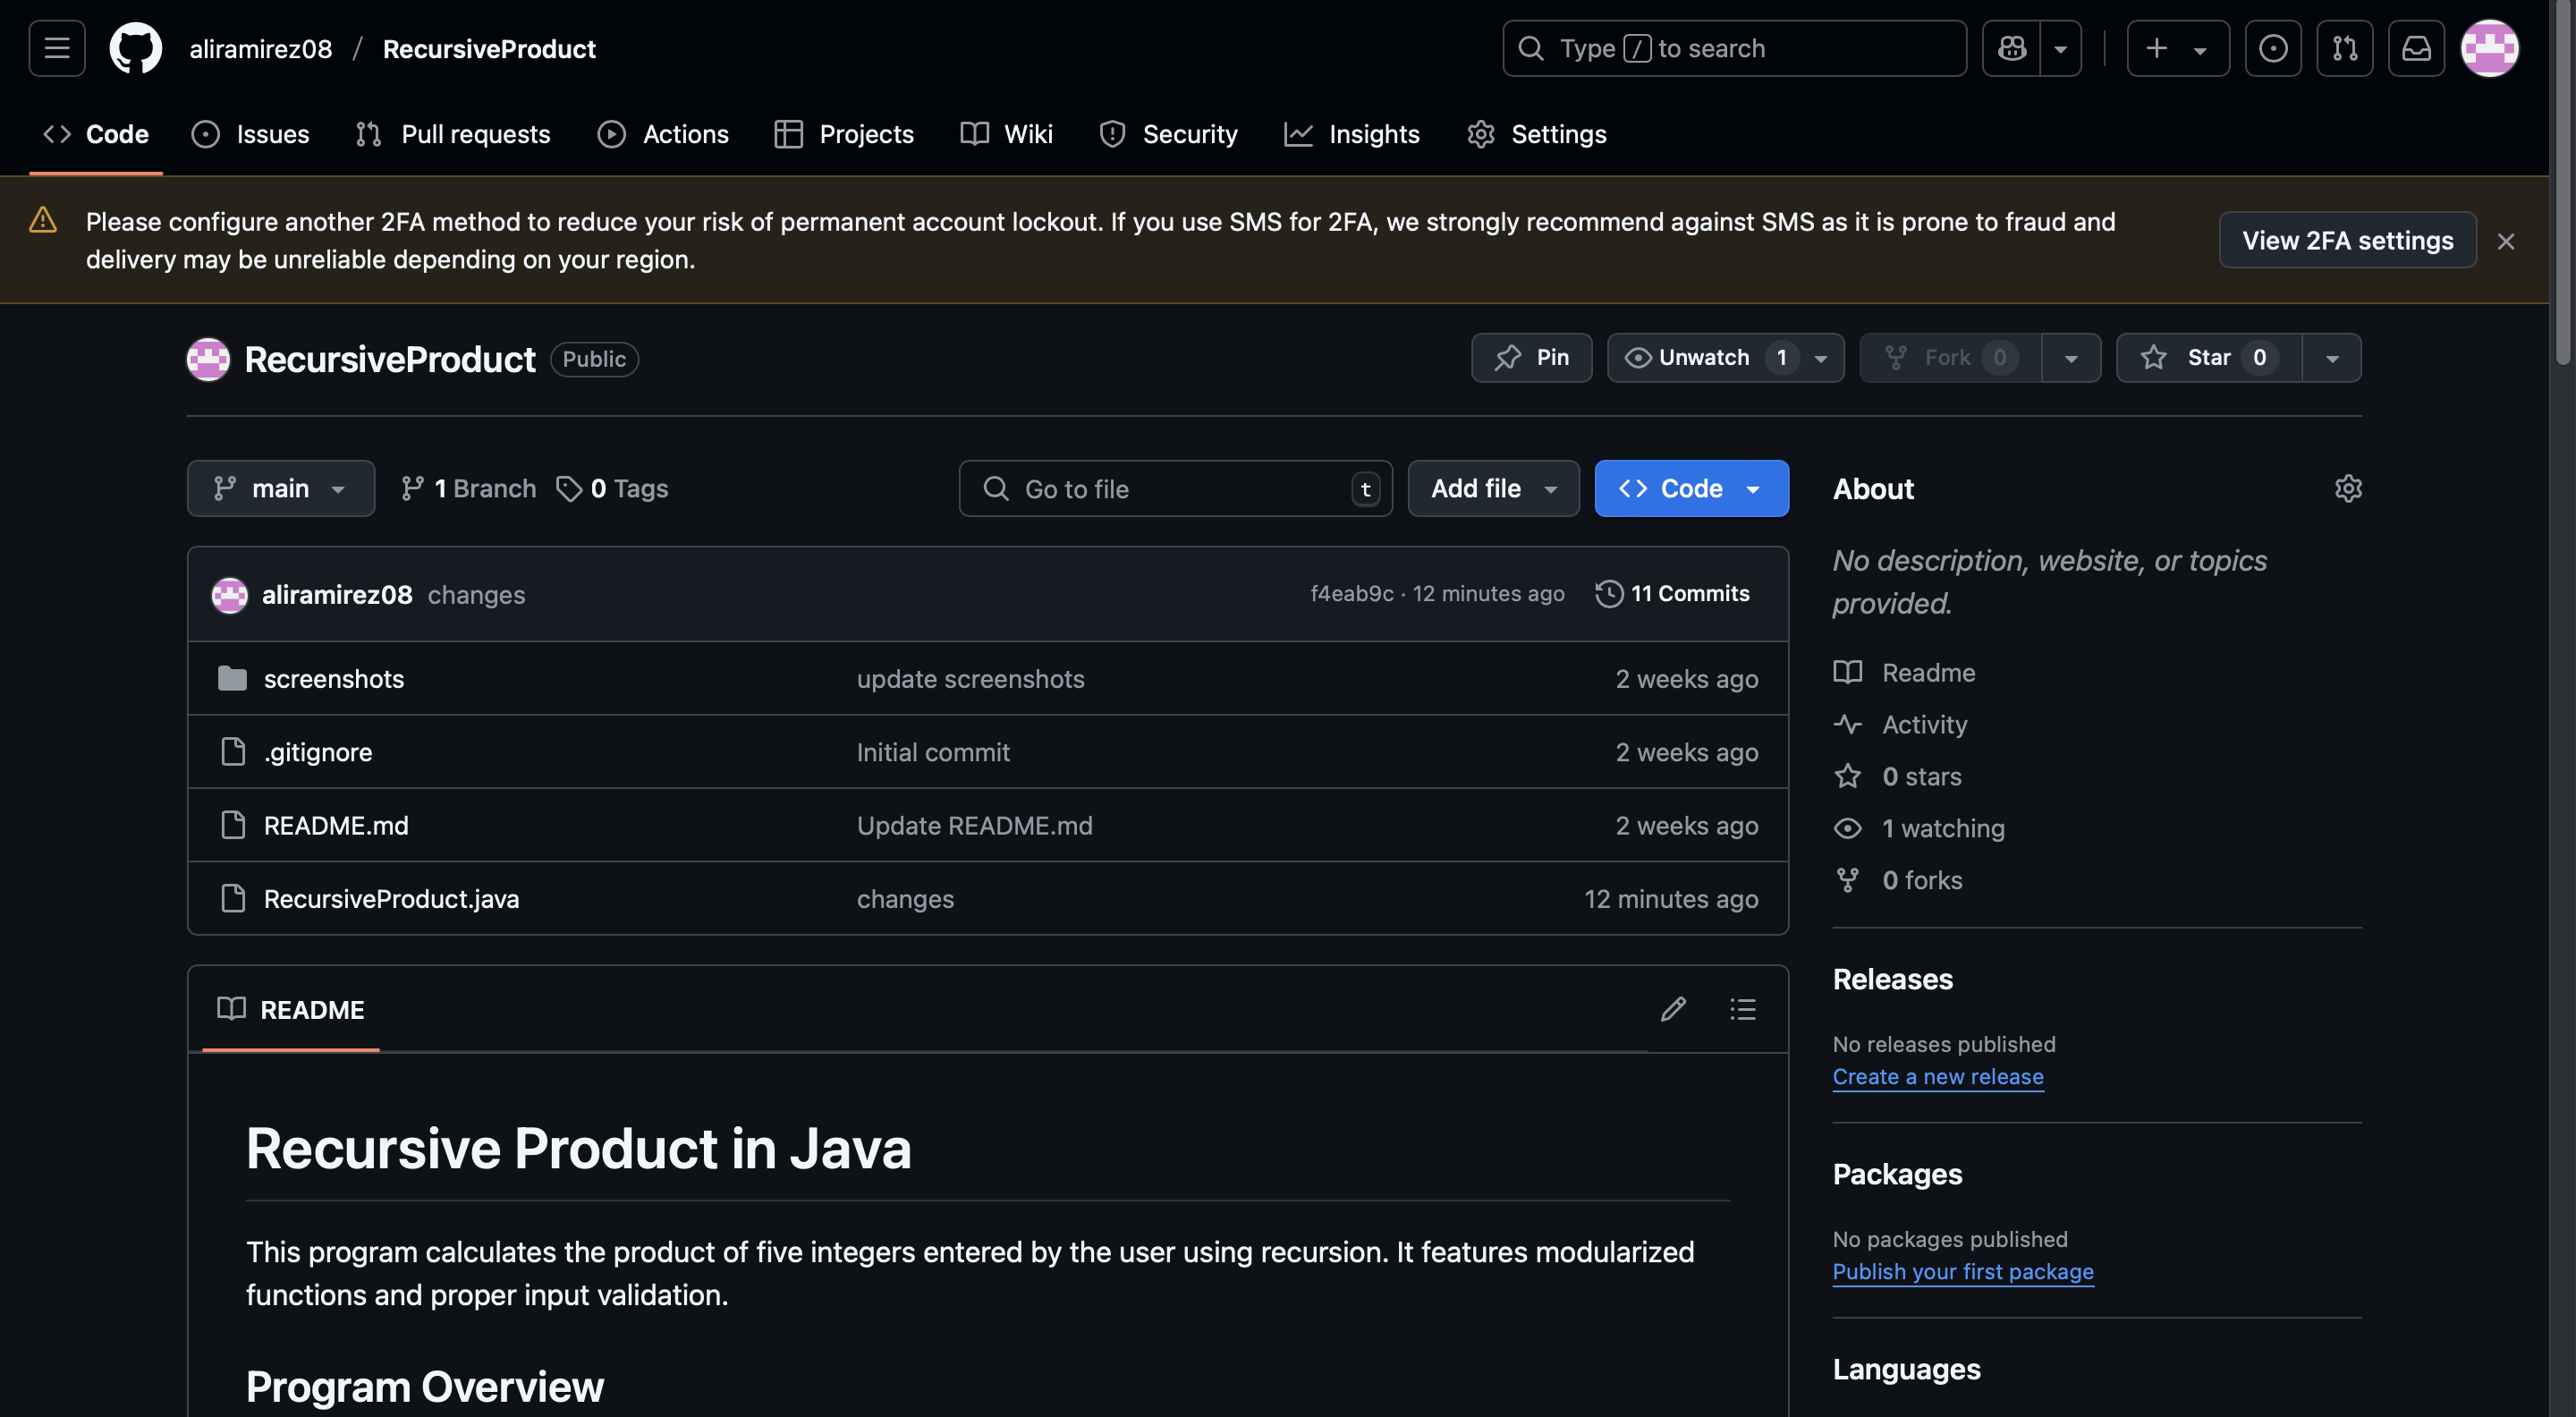 aliramirez08 / RecursiveProduct
Type / to search
Code Issues Pull requests Actions Projects Wiki Security Insights Settings
Please configure another 2FA method to reduce your risk of permanent account lockout. If you use SMS for 2FA, we strongly recommend against SMS as it is prone to fraud and
delivery may be unreliable depending on your region.
View 2FA settings
RecursiveProduct Public
Pin Unwatch 1 Fork 0 Star 0
main 1 Branch 0 Tags
Go to file t Add file Code
aliramirez08 changes f4eab9c · 12 minutes ago 11 Commits
screenshots update screenshots 2 weeks ago
.gitignore Initial commit 2 weeks ago
README.md Update README.md 2 weeks ago
RecursiveProduct.java changes 12 minutes ago
README
Recursive Product in Java
This program calculates the product of five integers entered by the user using recursion. It features modularized
functions and proper input validation.
Program Overview
About
No description, website, or topics
provided.
Readme
Activity
0 stars
1 watching
0 forks
Releases
No releases published
Create a new release
Packages
No packages published
Publish your first package
Languages